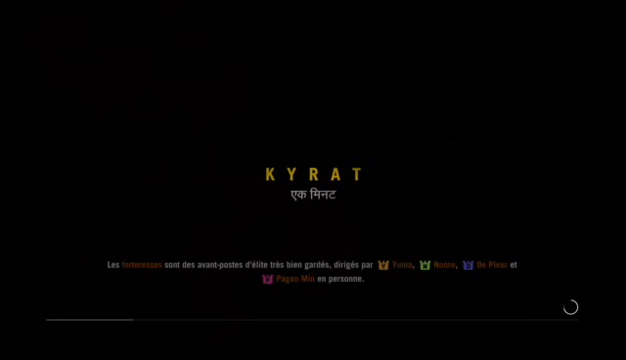 KYRAT
एक मिनट
Les forteresses sont des avant-postes d'élite très bien gardés, dirigés par Yuma, Noore, De Pleur et
Pagan Min en personne.